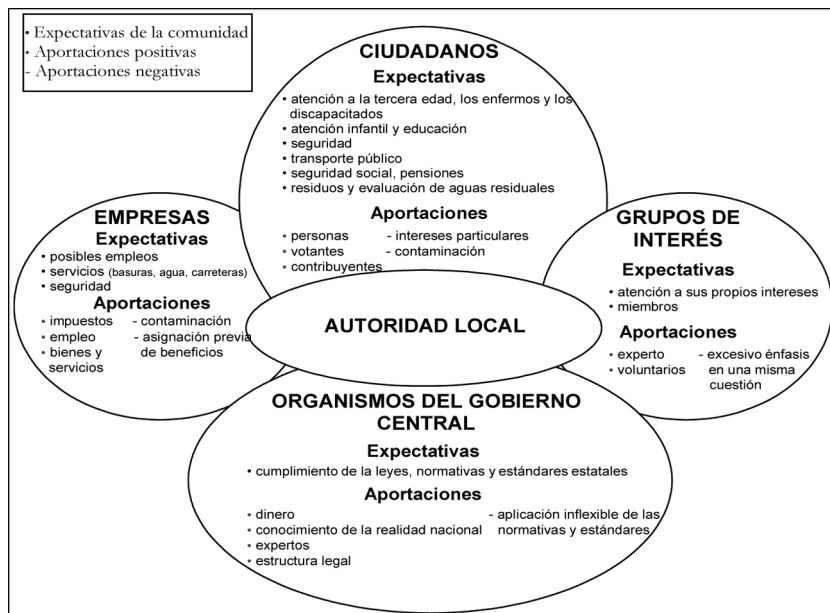 • Expectativas de la comunidad
• Aportaciones positivas
- Aportaciones negativas
CIUDADANOS
Expectativas
• atención a la tercera edad, los enfermos y los
discapacitados
• atención infantil y educación
• seguridad
• transporte público
• seguridad social, pensiones
• residuos y evaluación de aguas residuales
Aportaciones
• personas - intereses particulares
• votantes - contaminación
• contribuyentes
EMPRESAS
Expectativas
• posibles empleos
• servicios (basuras, agua, carreteras)
• seguridad
Aportaciones
• impuestos - contaminación
• empleo - asignación previa
• bienes y de beneficios
servicios
GRUPOS DE
INTERÉS
Expectativas
• atención a sus propios intereses
• miembros
Aportaciones
• experto - excesivo énfasis
• voluntarios en una misma
cuestión
AUTORIDAD LOCAL
ORGANISMOS DEL GOBIERNO
CENTRAL
Expectativas
• cumplimiento de la leyes, normativas y estándares estatales
Aportaciones
• dinero - aplicación inflexible de las
• conocimiento de la realidad nacional normativas y estándares
• expertos
• estructura legal